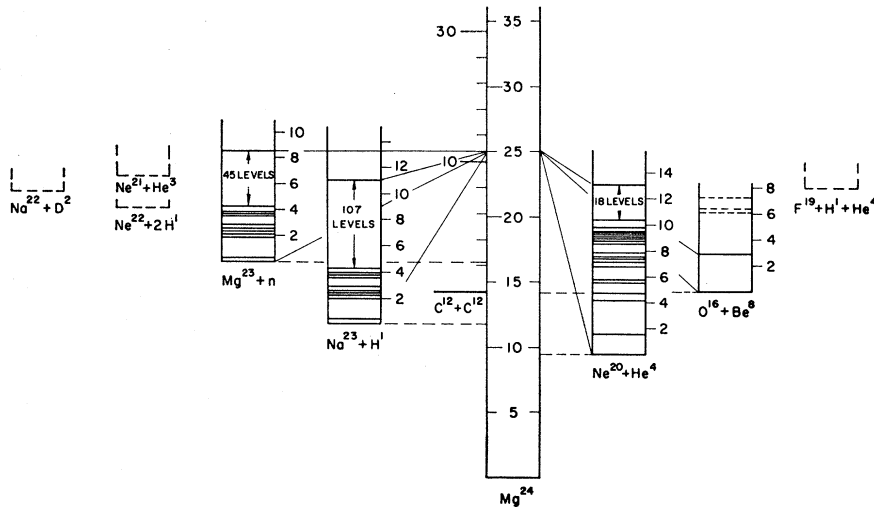 30
35
30
25
20
15
10
5
Mg²⁴
10
C¹² + C¹²
Na²² + D²
Ne²¹ + He³
Ne²² + 2H¹
10
8
6
4
2
45 LEVELS
Mg²³ + n
12
10
8
6
4
2
107
LEVELS
Na²³ + H¹
14
12
10
8
6
4
2
18 LEVELS
Ne²⁰ + He⁴
8
6
4
2
O¹⁶ + Be⁸
F¹⁹ + H¹ + He⁴